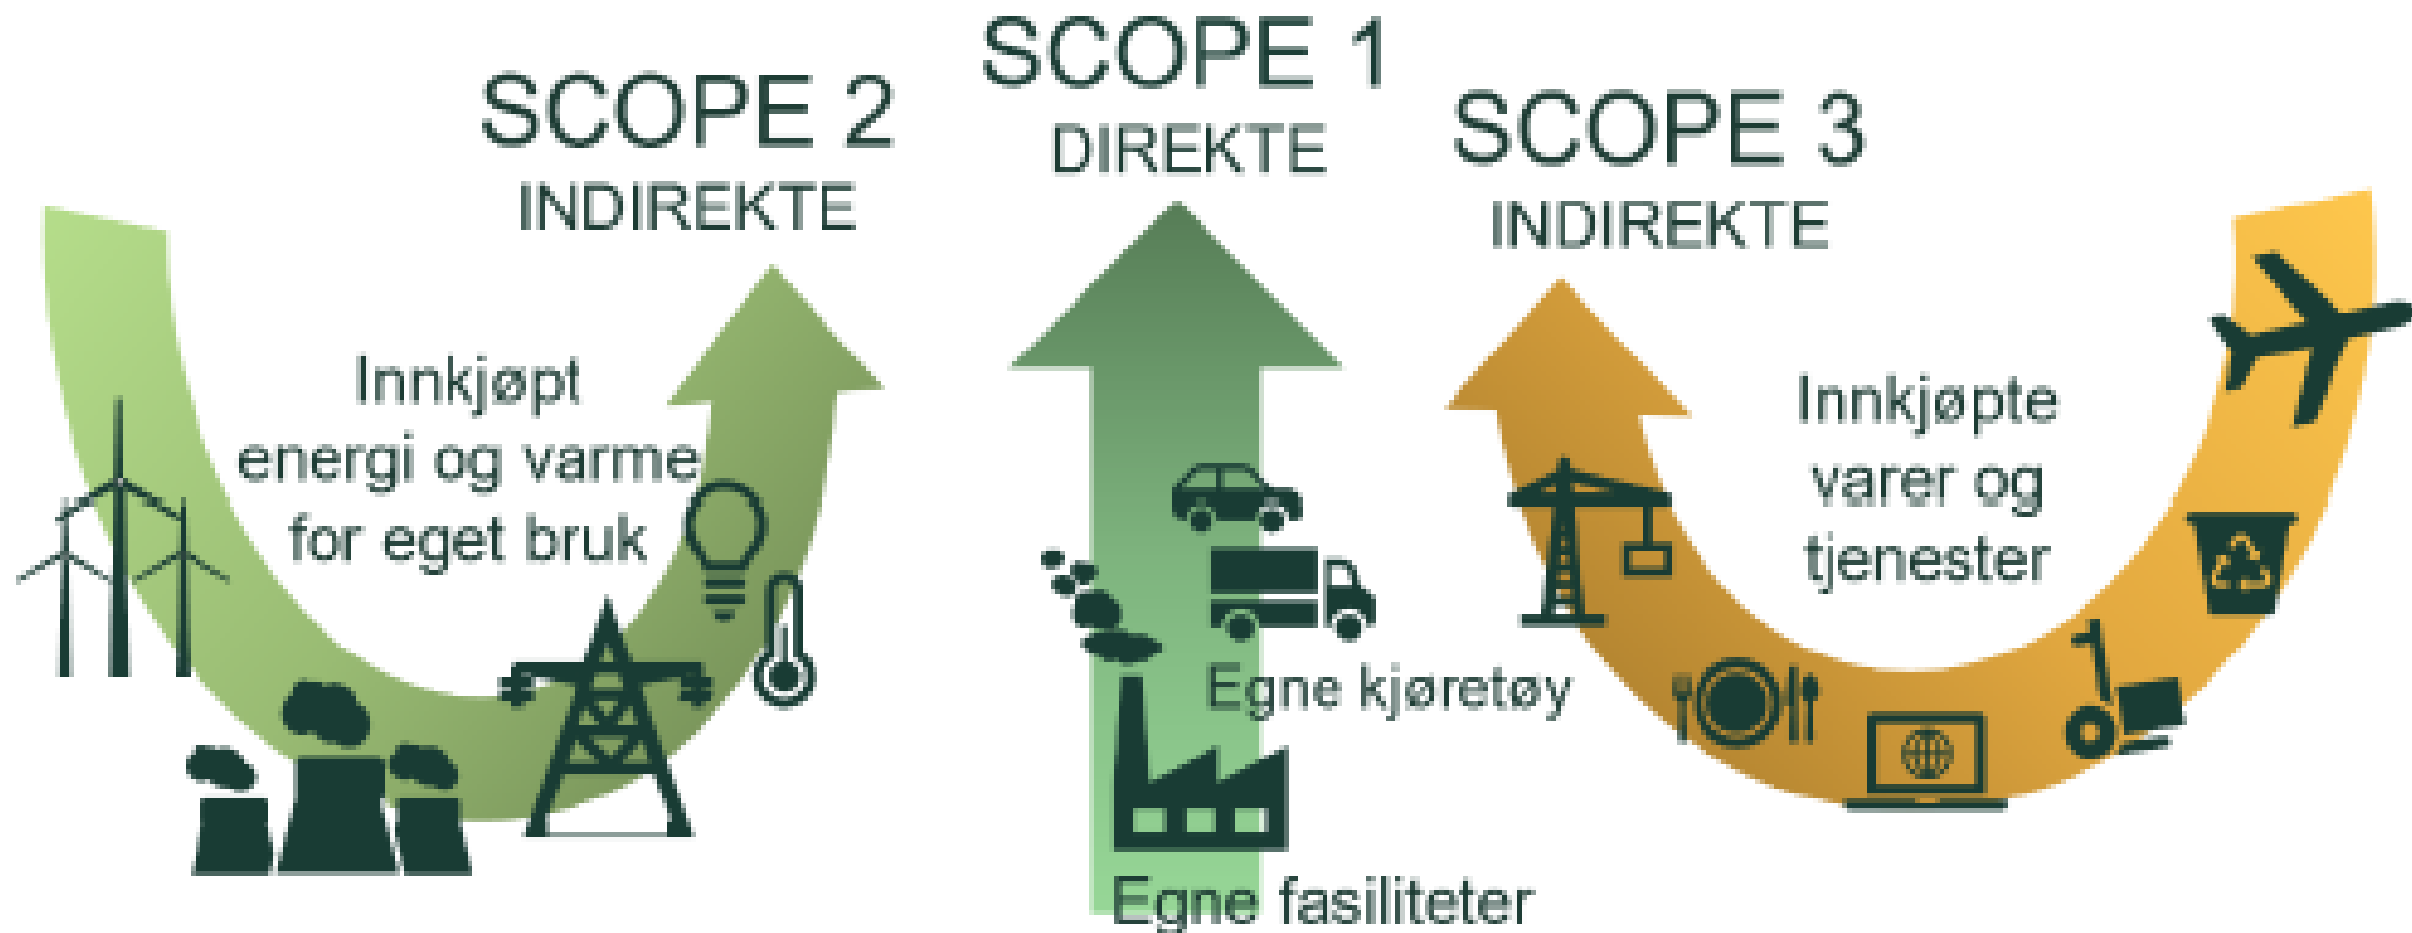 SCOPE 2
INDIREKTE
Innkjøpt
energi og varme
for eget bruk
SCOPE 1
DIREKTE
Egne kjøretøy
Egne fasiliteter
SCOPE 3
INDIREKTE
Innkjøpte
varer og
tjenester